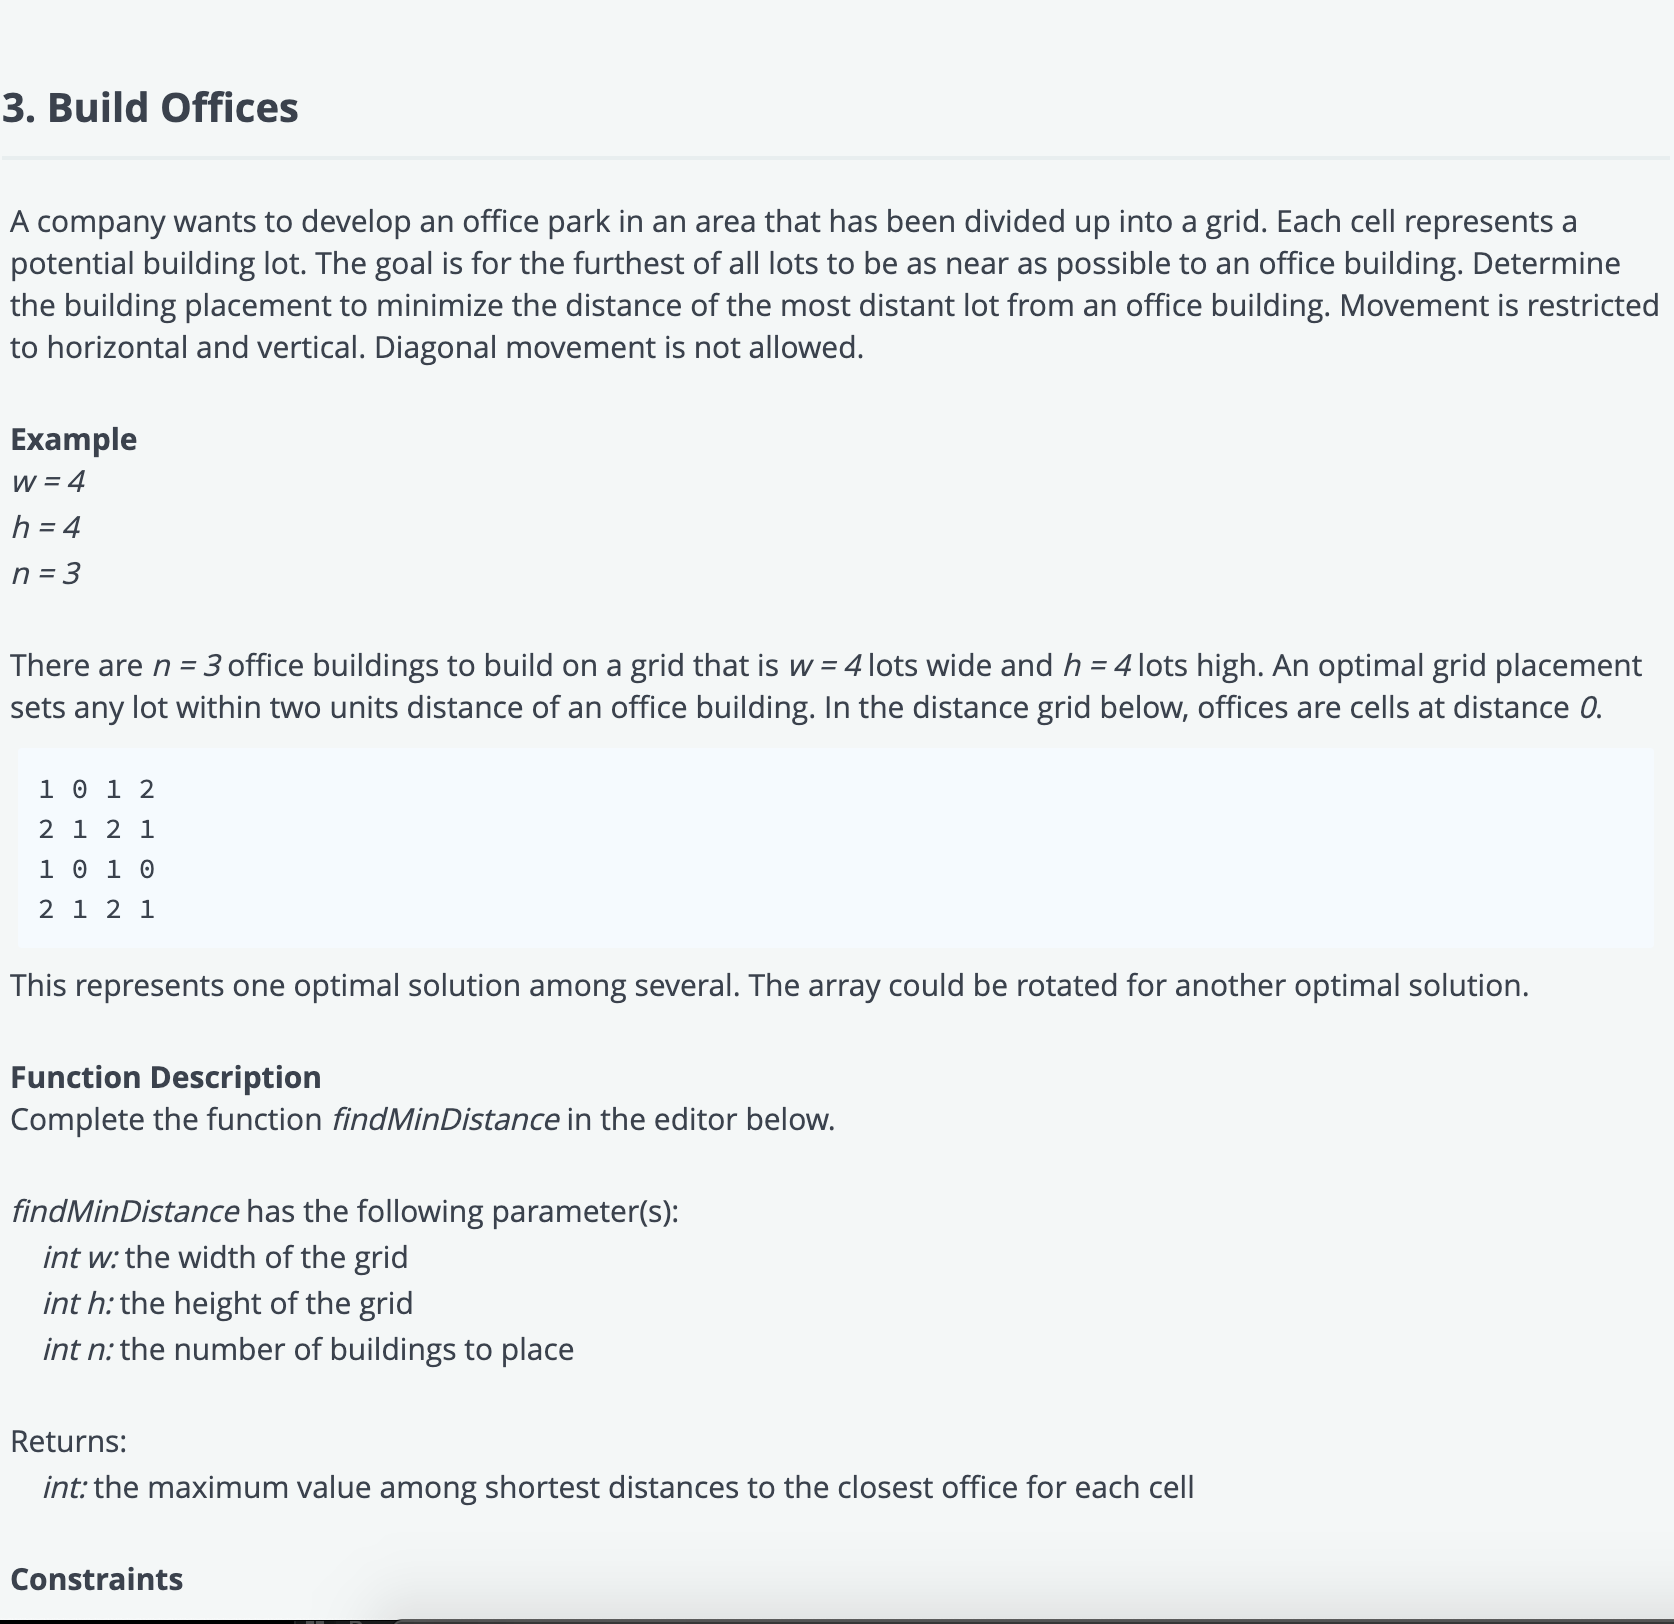 3. Build Offices
A company wants to develop an office park in an area that has been divided up into a grid. Each cell represents a
potential building lot. The goal is for the furthest of all lots to be as near as possible to an office building. Determine
the building placement to minimize the distance of the most distant lot from an office building. Movement is restricted
to horizontal and vertical. Diagonal movement is not allowed.
Example
w = 4
h = 4
n = 3
There are n = 3 office buildings to build on a grid that is w = 4 lots wide and h = 4 lots high. An optimal grid placement
sets any lot within two units distance of an office building. In the distance grid below, offices are cells at distance 0.
1 0 1 2
2 1 2 1
1 0 1 0
2 1 2 1
This represents one optimal solution among several. The array could be rotated for another optimal solution.
Function Description
Complete the function findMinDistance in the editor below.
findMinDistance has the following parameter(s):
int w: the width of the grid
int h: the height of the grid
int n: the number of buildings to place
Returns:
int: the maximum value among shortest distances to the closest office for each cell
Constraints